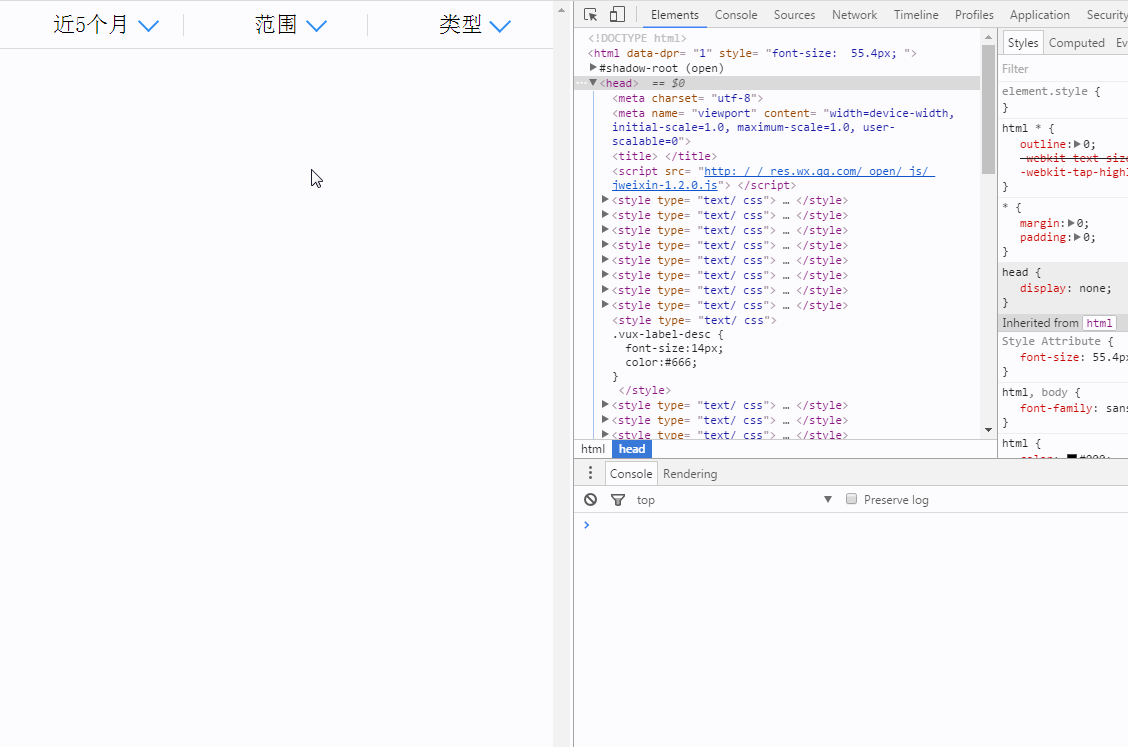 近5个月
范围
类型
Elements Console Sources Network Timeline Profiles Application Security
<!DOCTYPE html>
<html data-dpr= "1" style= "font-size:  55.4px; ">
#shadow-root (open)
… <head>  == $0
<meta charset= "utf-8">
<meta name= "viewport" content= "width=device-width,
initial-scale=1.0, maximum-scale=1.0, user-
scalable=0">
<title> </title>
<script src= "http: / / res.wx.qq.com/ open/ js/
jweixin-1.2.0.js"> </script>
<style type= "text/ css"> … </style>
<style type= "text/ css"> … </style>
<style type= "text/ css"> … </style>
<style type= "text/ css"> … </style>
<style type= "text/ css"> … </style>
<style type= "text/ css"> … </style>
<style type= "text/ css"> … </style>
<style type= "text/ css"> … </style>
<style type= "text/ css">
.vux-label-desc {
font-size:14px;
color:#666;
}
</style>
<style type= "text/ css"> … </style>
<style type= "text/ css"> … </style>
<style type= "text/ css"> … </style>
html head
Styles Computed Ev
Filter
element.style {
}
html * {
outline: 0;
-webkit-text-size
-webkit-tap-highl
}
* {
margin: 0;
padding: 0;
}
head {
display: none;
}
Inherited from html
Style Attribute {
font-size: 55.4px
}
html, body {
font-family: sans
}
html {
Console Rendering
top Preserve log